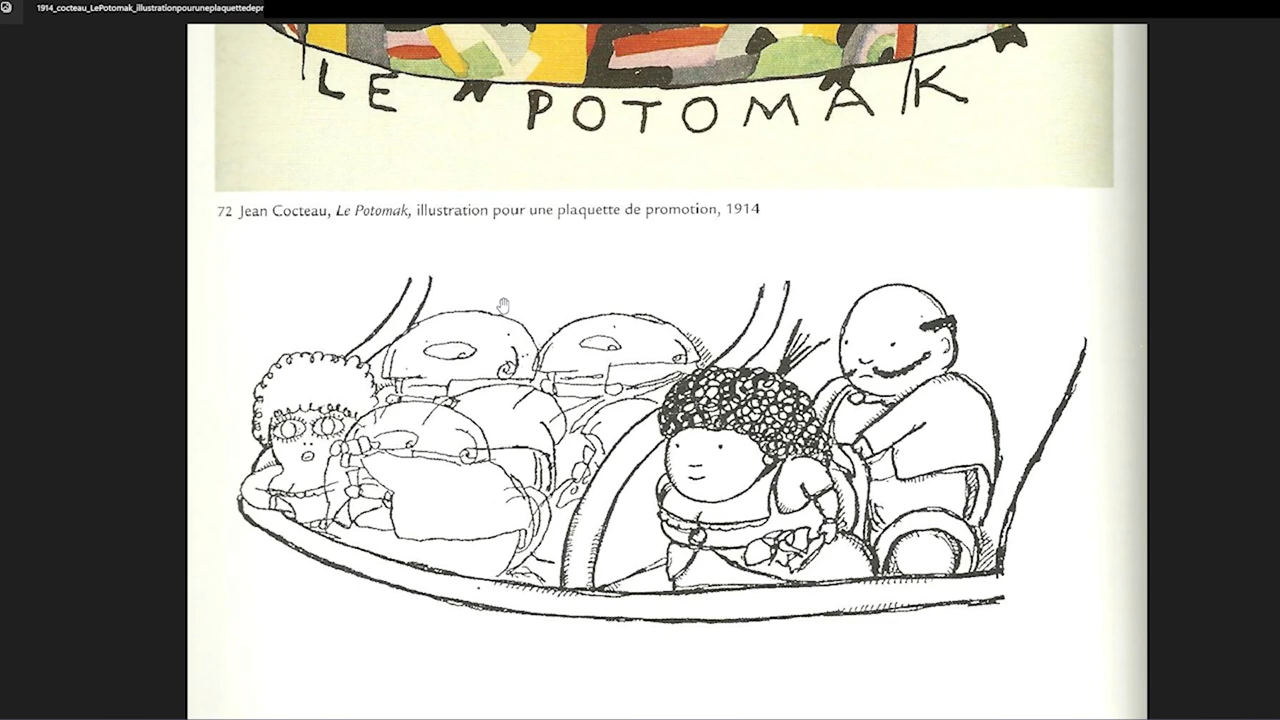 1914_cocteau_LePotomak_illustrationpouruneplaquettedepr
LE POTOMAK
72 Jean Cocteau, Le Potomak, illustration pour une plaquette de promotion, 1914